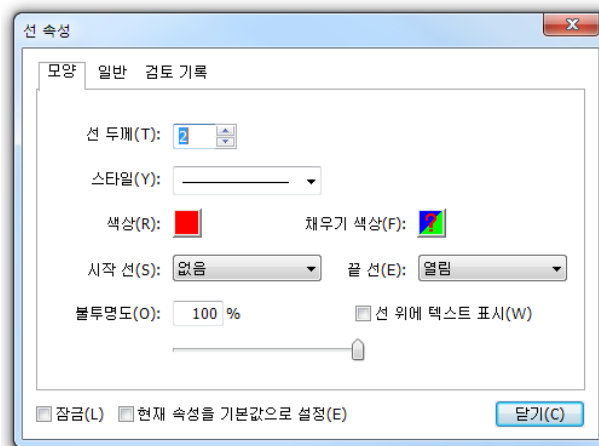 선 속성
모양 일반 검토 기록
선 두께(T): 2
스타일(Y):
색상(R): 채우기 색상(F): ?
시작 선(S): 없음 끝 선(E): 열림
불투명도(O): 100 % 선 위에 텍스트 표시(W)
잠금(L) 현재 속성을 기본값으로 설정(E) 닫기(C)